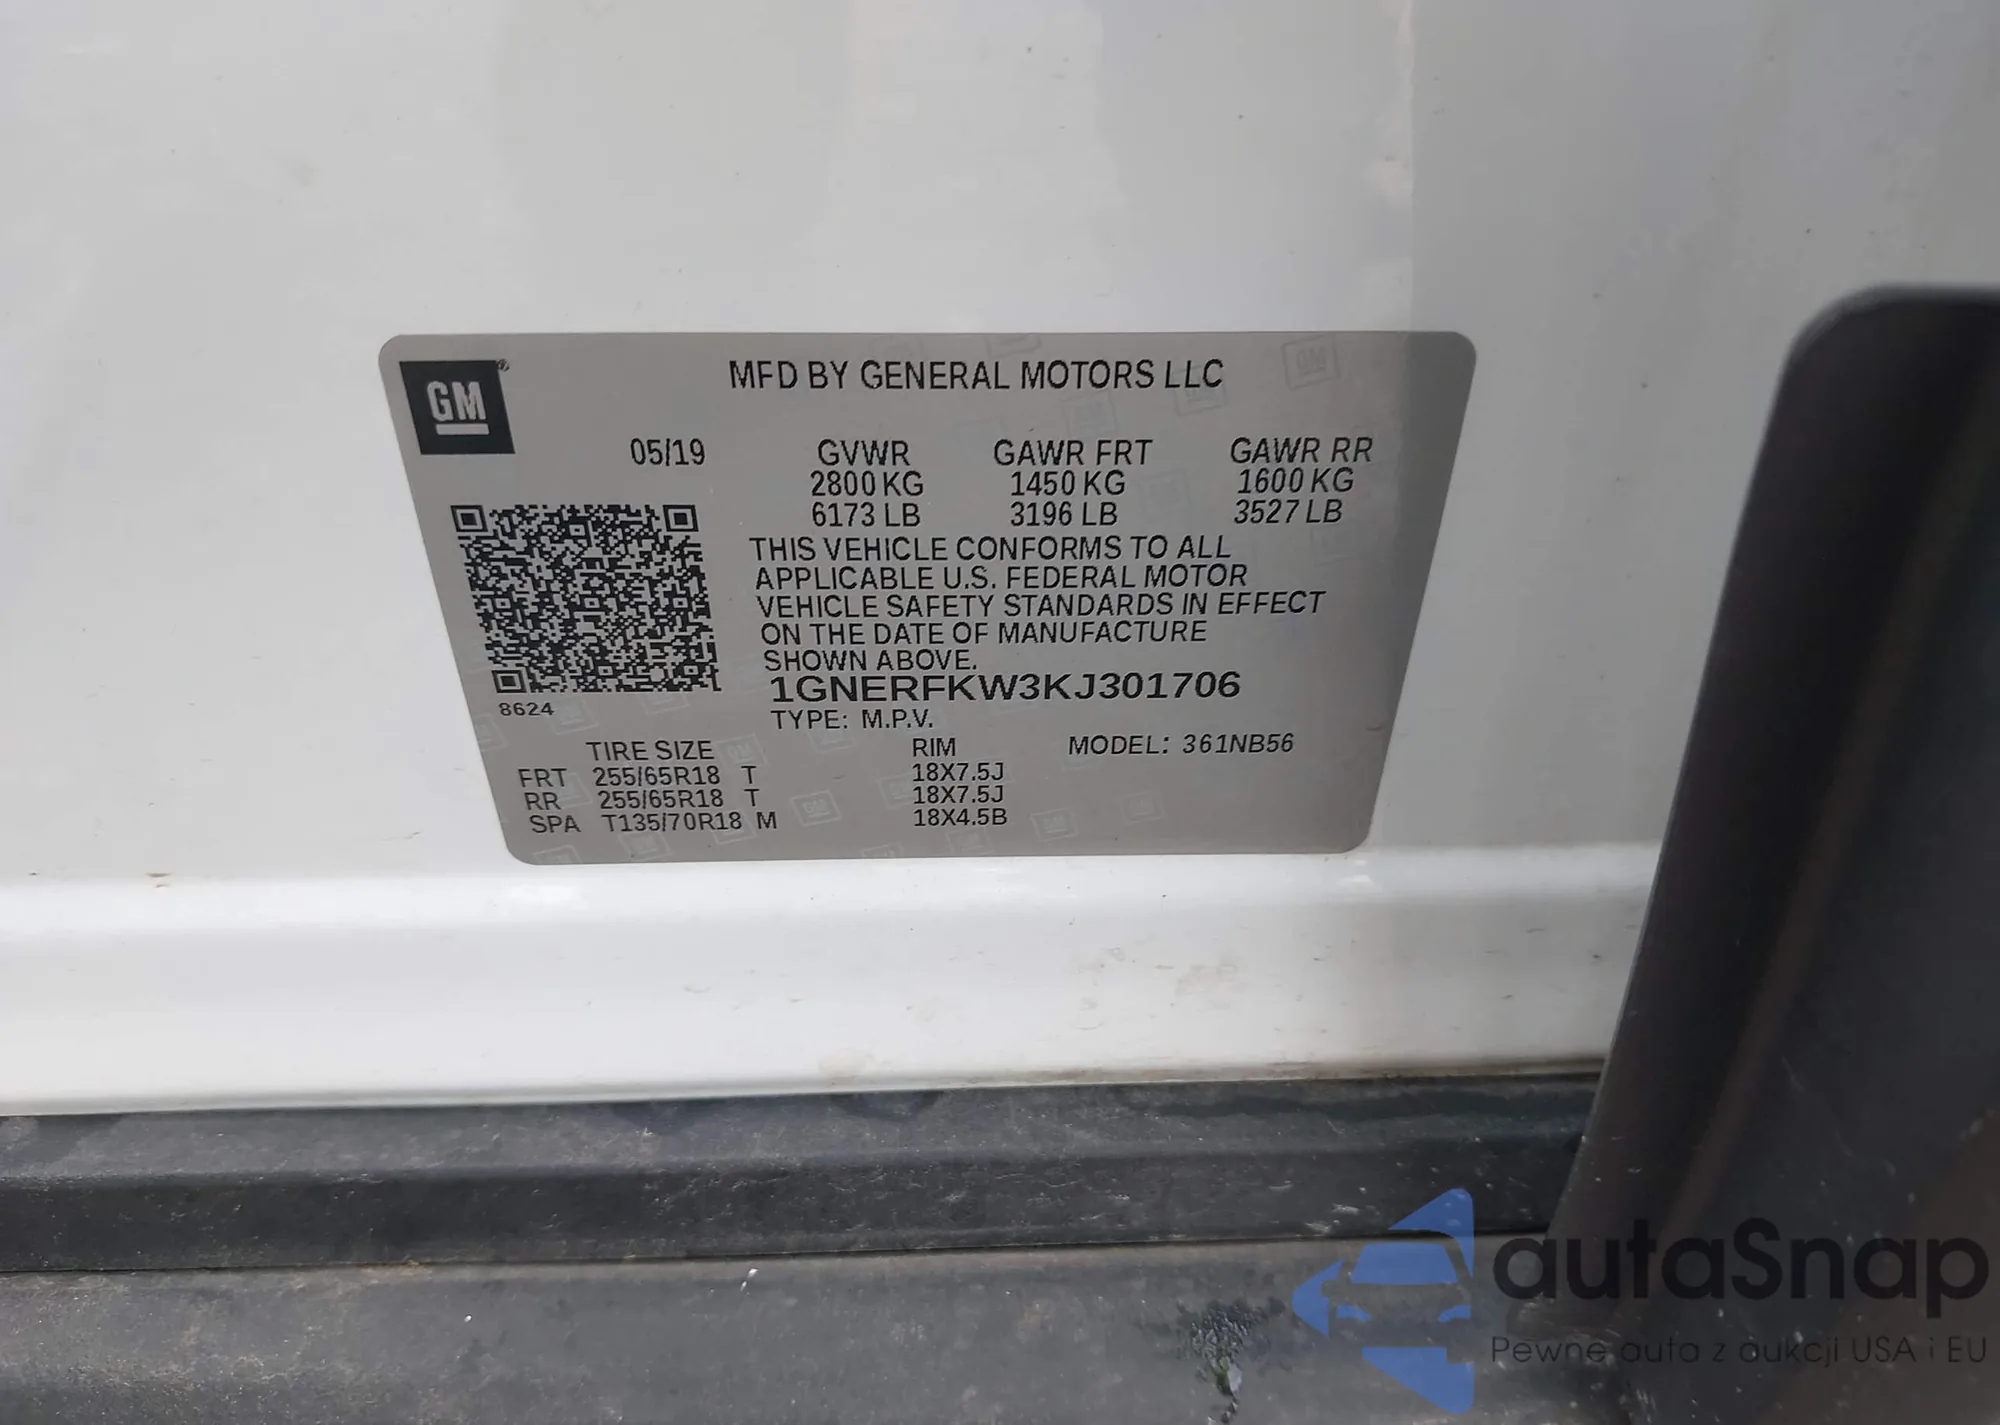 GM
MFD BY GENERAL MOTORS LLC
05/19 GVWR GAWR FRT GAWR RR
2800 KG 1450 KG 1600 KG
6173 LB 3196 LB 3527 LB
THIS VEHICLE CONFORMS TO ALL
APPLICABLE U.S. FEDERAL MOTOR
VEHICLE SAFETY STANDARDS IN EFFECT
ON THE DATE OF MANUFACTURE
SHOWN ABOVE.
1GNERFKW3KJ301706
8624
TYPE: M.P.V.
TIRE SIZE RIM MODEL: 361NB56
FRT 255/65R18 T 18X7.5J
RR 255/65R18 T 18X7.5J
SPA T135/70R18 M 18X4.5B
autaSnap
Pewne auta z aukcji USA i EU